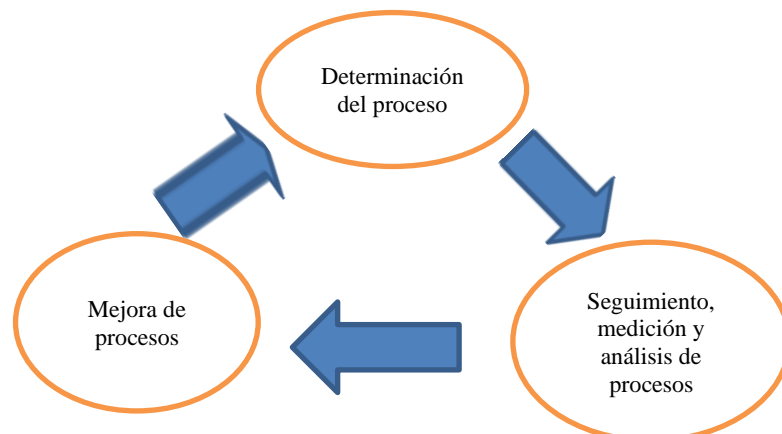 Determinación
del proceso
Mejora de
procesos
Seguimiento,
medición y
análisis de
procesos